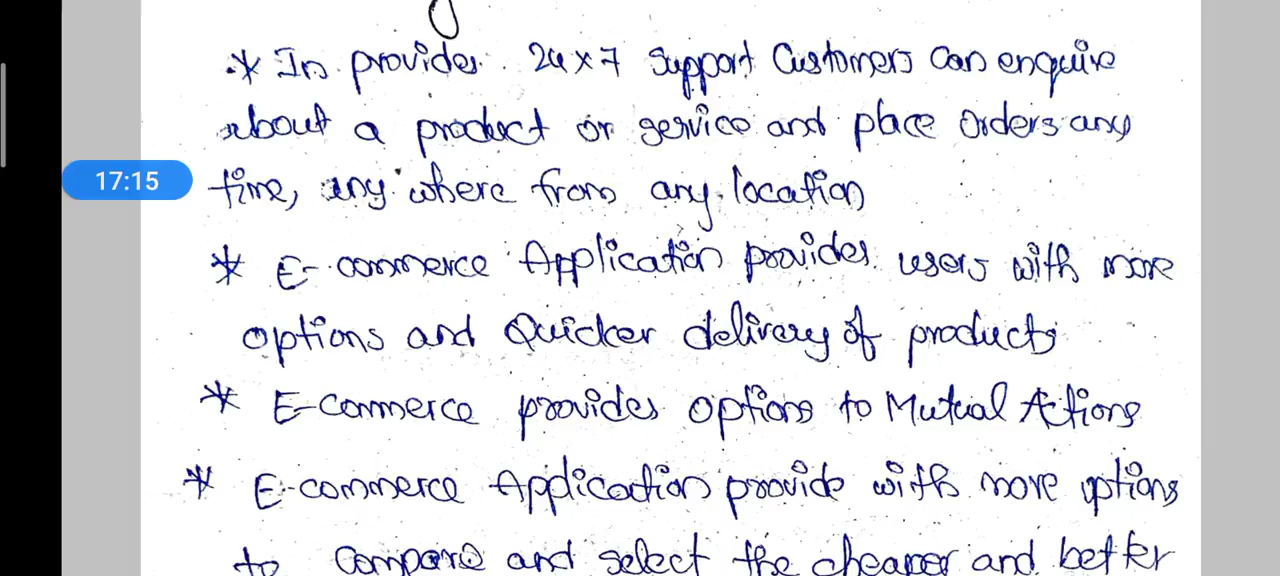 * In provides 24x7 Support Customers Can enquire
about a product or service and place orders any
17:15
time, any where from any location
* E-commerce Application provides users with more
options and Quicker delivery of products
* E-commerce provides options to Mutual Actions
* E-commerce Application provide with more options
to compare and select the cheaper and better